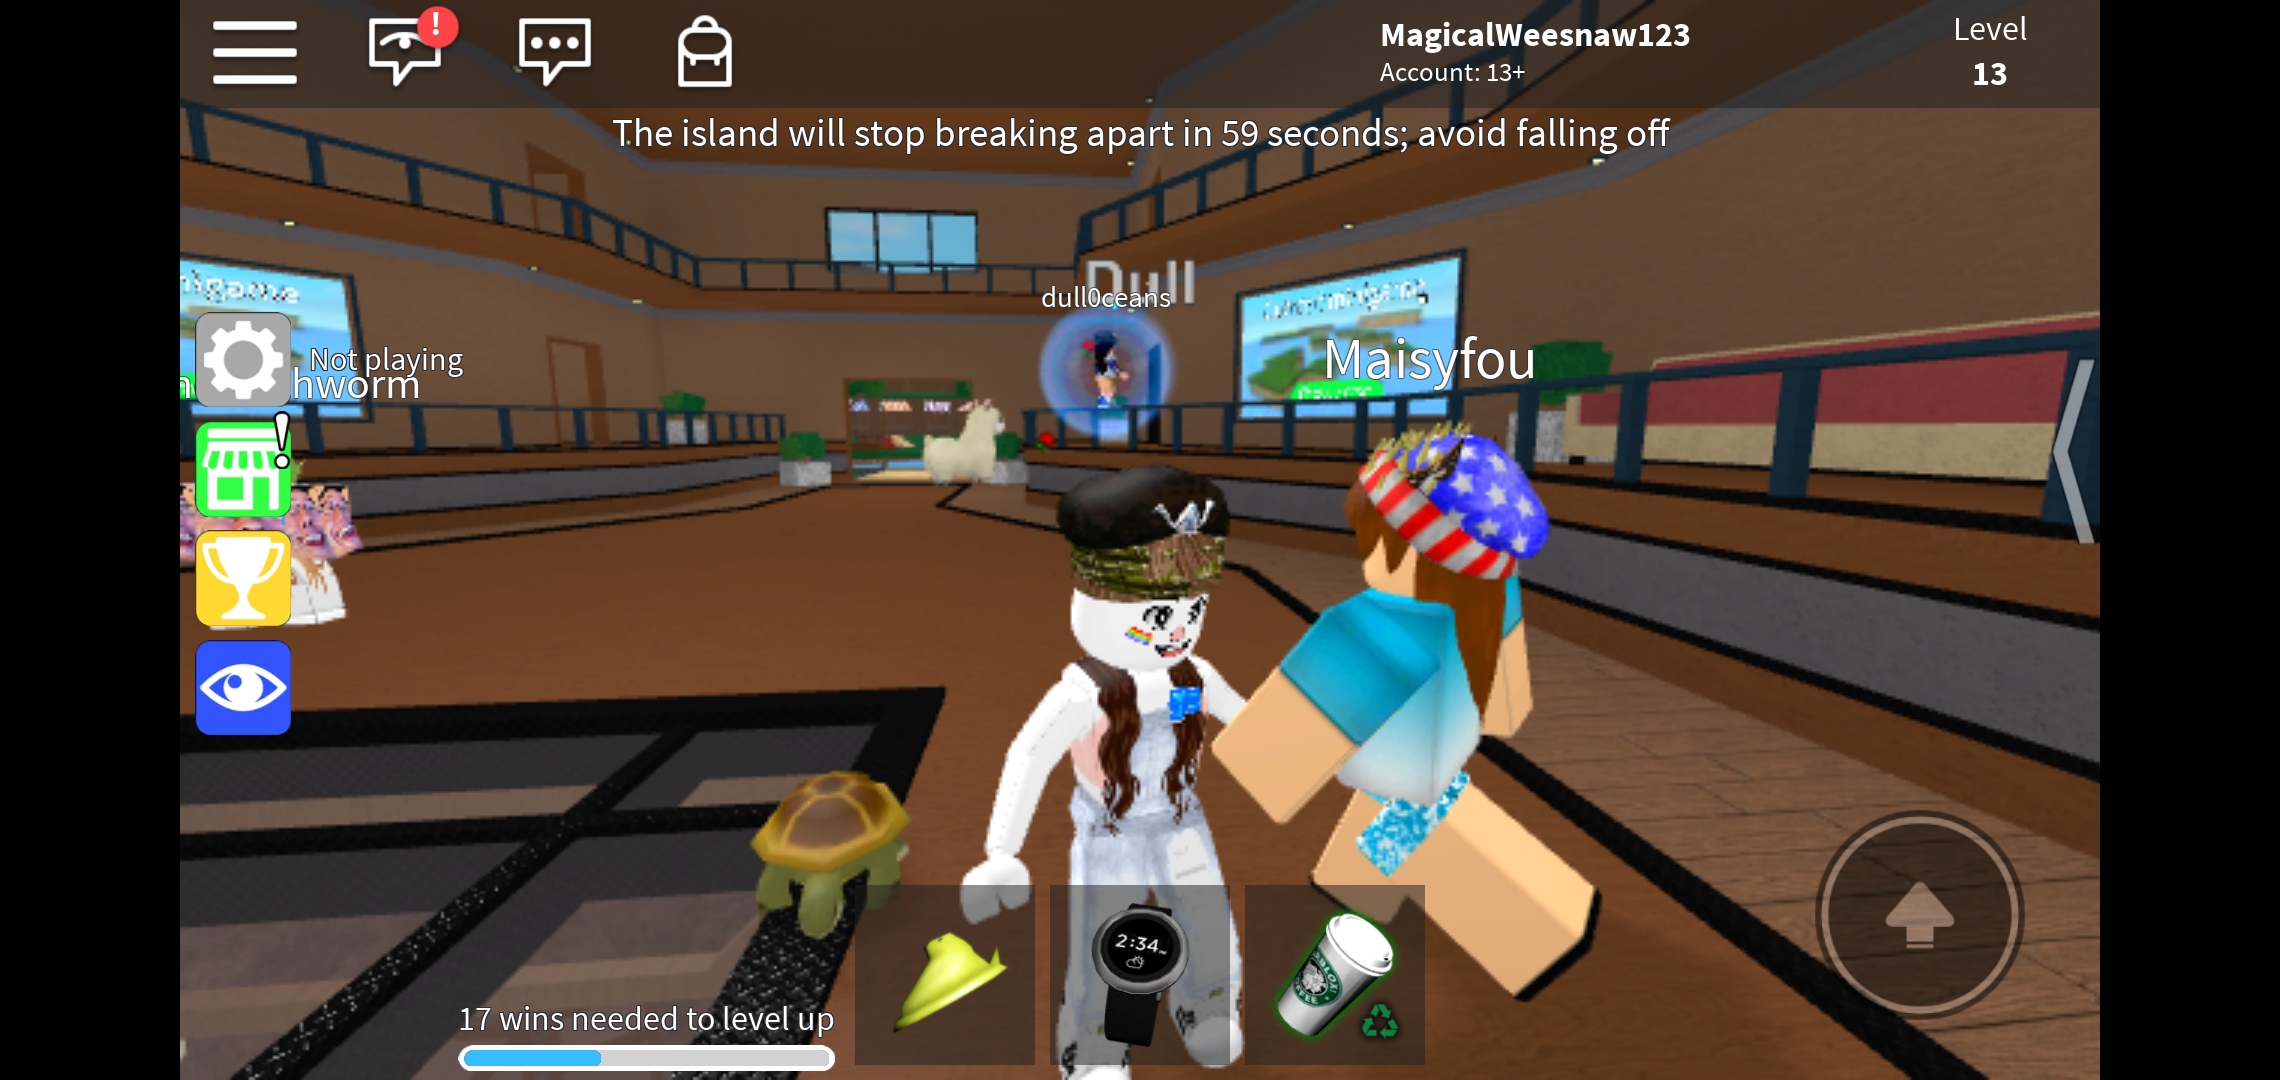 !
MagicalWeesnaw123
Account: 13+
Level
13
The island will stop breaking apart in 59 seconds; avoid falling off
Dull
dull0ceans
Maisyfou
Not playing
hworm
17 wins needed to level up
2:34